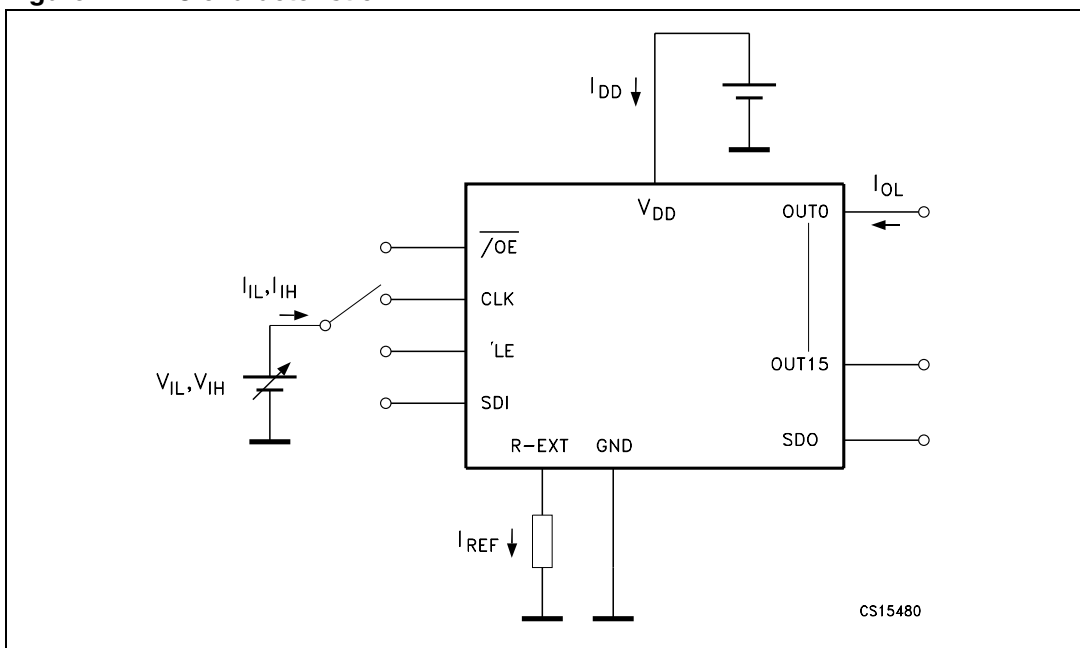 I_DD
V_DD
OUT0
I_OL
/OE
I_IL, I_IH
CLK
'LE
OUT15
V_IL, V_IH
SDI
SDO
R-EXT
GND
I_REF
CS15480